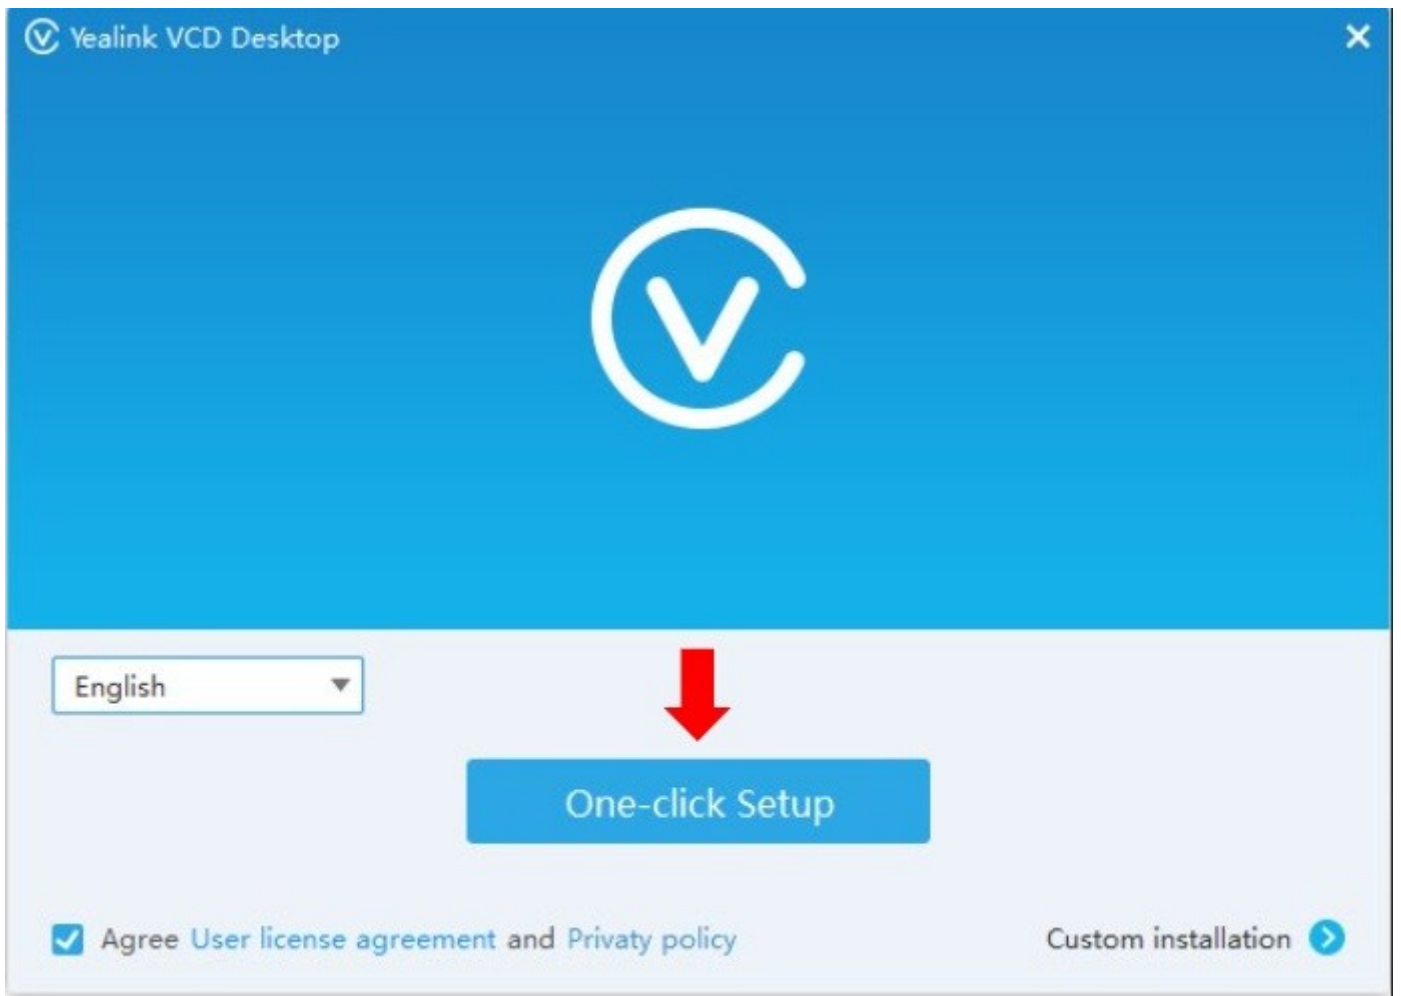 Yealink VCD Desktop
English
One-click Setup
Agree User license agreement and Privaty policy
Custom installation